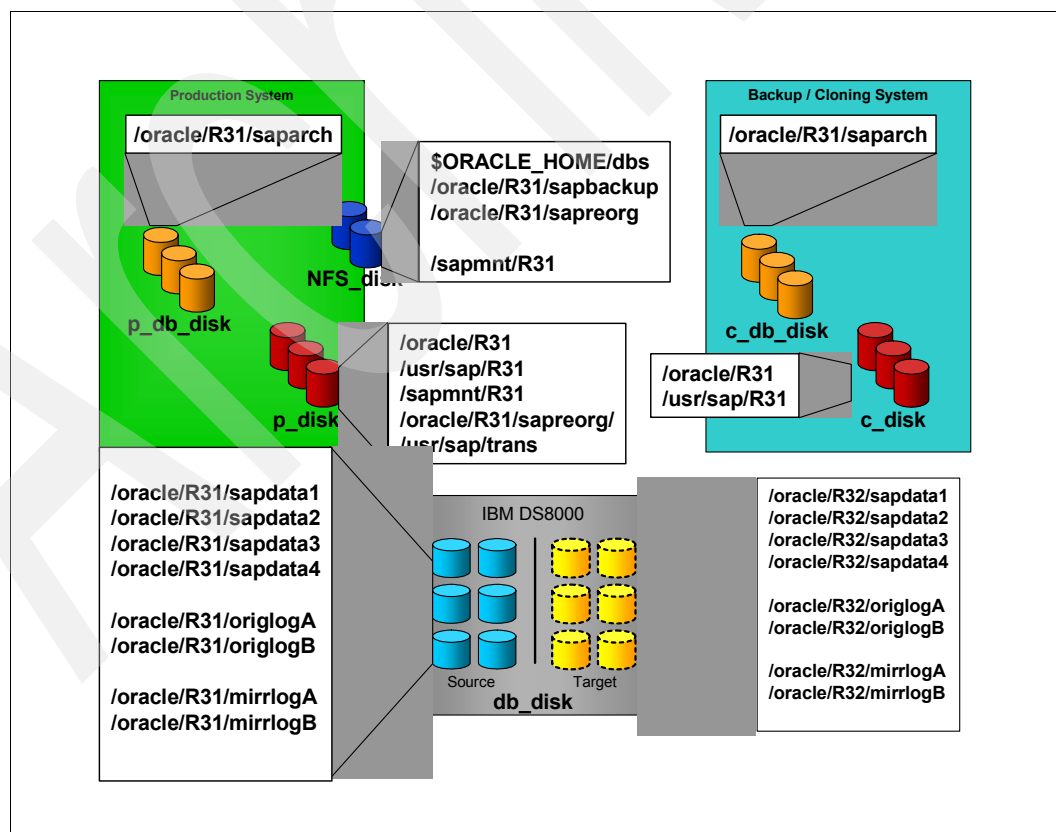 Production System
/oracle/R31/saparch
$ORACLE_HOME/dbs
/oracle/R31/sapbackup
/oracle/R31/sapreorg
/sapmnt/R31
NFS_disk
p_db_disk
/oracle/R31
/usr/sap/R31
/sapmnt/R31
/oracle/R31/sapreorg/
/usr/sap/trans
p_disk
Backup / Cloning System
/oracle/R31/saparch
c_db_disk
/oracle/R31
/usr/sap/R31
c_disk
/oracle/R31/sapdata1
/oracle/R31/sapdata2
/oracle/R31/sapdata3
/oracle/R31/sapdata4
/oracle/R31/origlogA
/oracle/R31/origlogB
/oracle/R31/mirrlogA
/oracle/R31/mirrlogB
IBM DS8000
Source
Target
db_disk
/oracle/R32/sapdata1
/oracle/R32/sapdata2
/oracle/R32/sapdata3
/oracle/R32/sapdata4
/oracle/R32/origlogA
/oracle/R32/origlogB
/oracle/R32/mirrlogA
/oracle/R32/mirrlogB